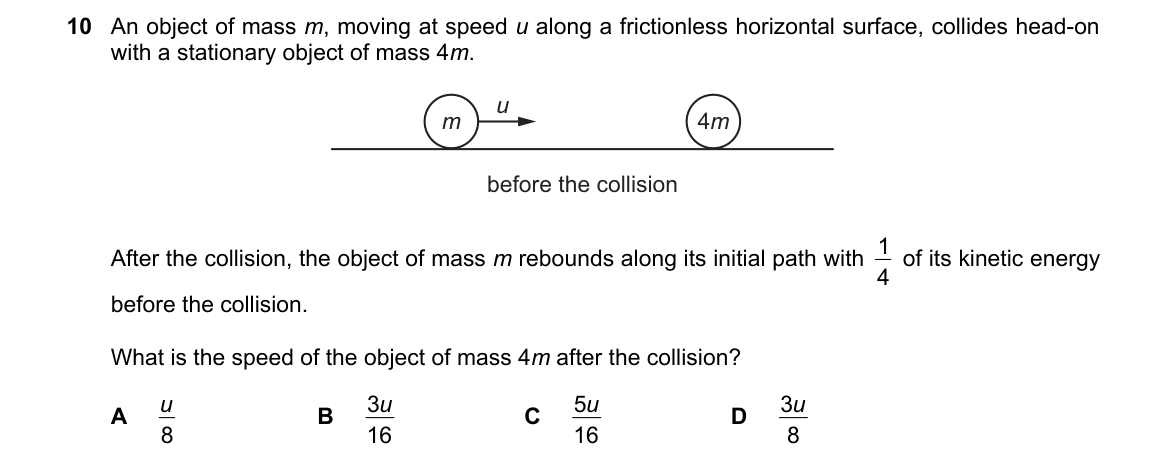 10 An object of mass m, moving at speed u along a frictionless horizontal surface, collides head-on
with a stationary object of mass 4m.
u
m
4m
before the collision
After the collision, the object of mass m rebounds along its initial path with 1/4 of its kinetic energy
before the collision.
What is the speed of the object of mass 4m after the collision?
A u/8 B 3u/16 C 5u/16 D 3u/8